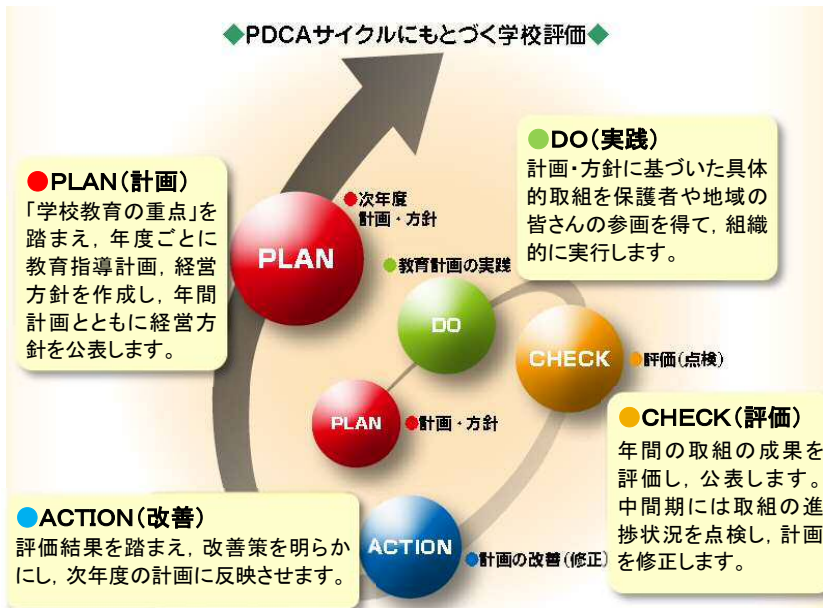 ◆PDCAサイクルにもとづく学校評価◆
●PLAN(計画)
「学校教育の重点」を
踏まえ, 年度ごとに
教育指導計画, 経営
方針を作成し, 年間
計画とともに経営方
針を公表します。
●DO(実践)
計画・方針に基づいた具体
的取組を保護者や地域の
皆さんの参画を得て, 組織
的に実行します。
PLAN
●次年度
計画・方針
●教育計画の実践
DO
CHECK
●評価(点検)
PLAN
●計画・方針
●CHECK(評価)
年間の取組の成果を
評価し, 公表します。
中間期には取組の進
捗状況を点検し, 計画
を修正します。
●ACTION(改善)
評価結果を踏まえ, 改善策を明らか
にし, 次年度の計画に反映させます。
ACTION
●計画の改善(修正)